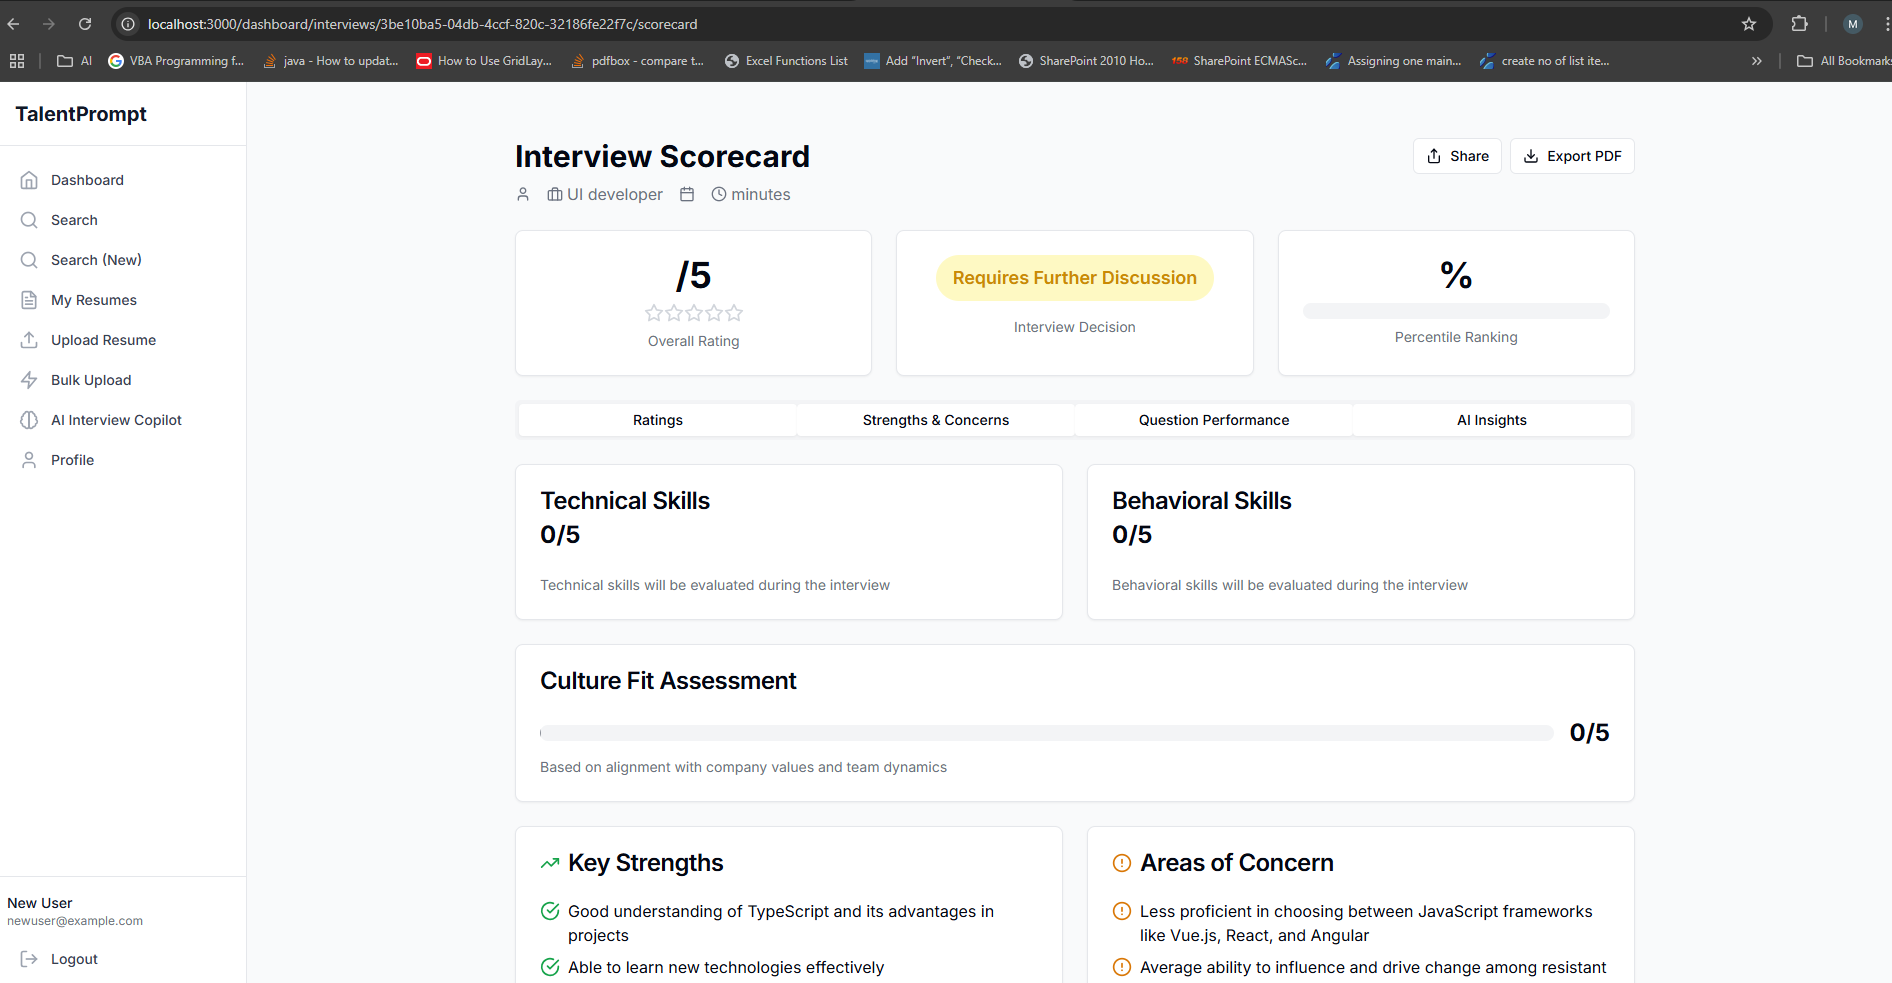 localhost:3000/dashboard/interviews/3be10ba5-04db-4ccf-820c-32186fe22f7c/scorecard
M
AI
VBA Programming f...
java - How to updat...
How to Use GridLay...
pdfbox - compare t...
Excel Functions List
Add "Invert", "Check...
SharePoint 2010 Ho...
SharePoint ECMASc...
Assigning one main...
create no of list ite...
»
All Bookmarks
TalentPrompt
Dashboard
Search
Search (New)
My Resumes
Upload Resume
Bulk Upload
AI Interview Copilot
Profile
New User
newuser@example.com
Logout
Interview Scorecard
Share
Export PDF
UI developer
minutes
/5
Overall Rating
Requires Further Discussion
Interview Decision
%
Percentile Ranking
Ratings
Strengths & Concerns
Question Performance
AI Insights
Technical Skills
0/5
Technical skills will be evaluated during the interview
Behavioral Skills
0/5
Behavioral skills will be evaluated during the interview
Culture Fit Assessment
0/5
Based on alignment with company values and team dynamics
Key Strengths
Good understanding of TypeScript and its advantages in
projects
Able to learn new technologies effectively
Areas of Concern
Less proficient in choosing between JavaScript frameworks
like Vue.js, React, and Angular
Average ability to influence and drive change among resistant